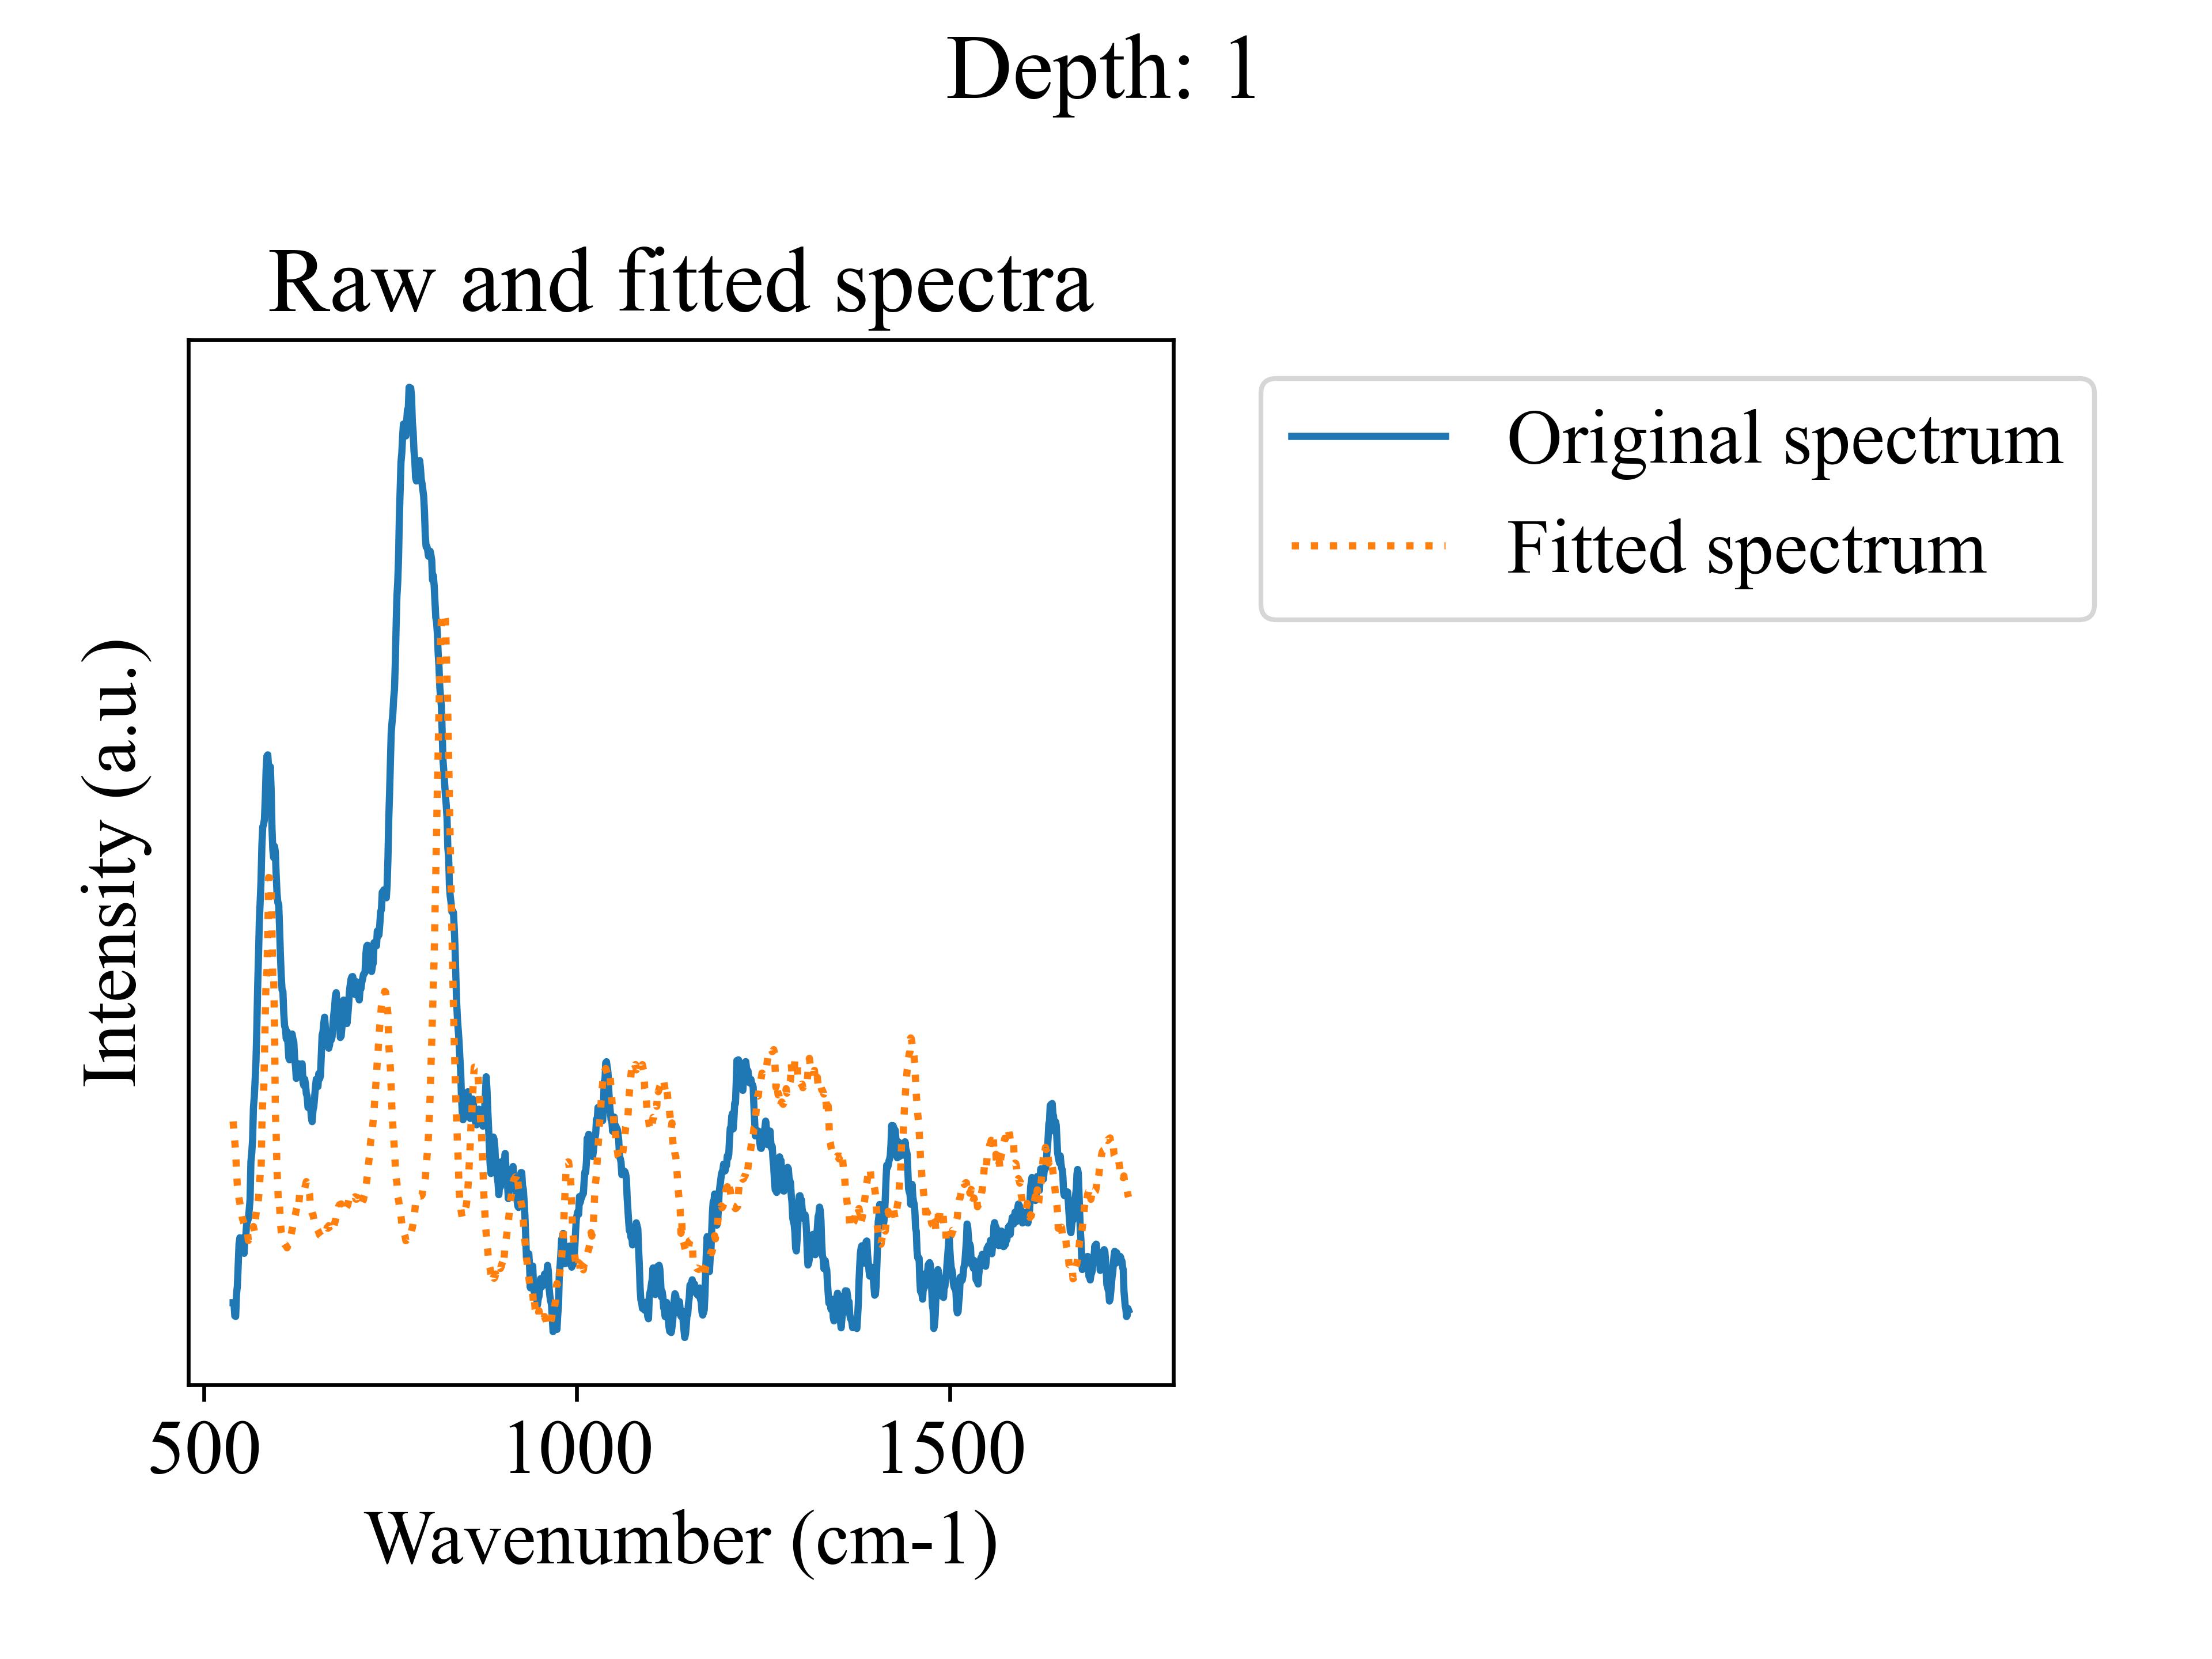 Depth: 1
Raw and fitted spectra
Original spectrum
Fitted spectrum
Intensity (a.u.)
500 1000 1500
Wavenumber (cm-1)